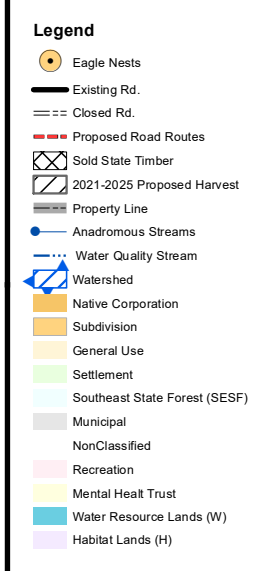 Legend
Eagle Nests
Existing Rd.
Closed Rd.
Proposed Road Routes
Sold State Timber
2021-2025 Proposed Harvest
Property Line
Anadromous Streams
Water Quality Stream
Watershed
Native Corporation
Subdivision
General Use
Settlement
Southeast State Forest (SESF)
Municipal
NonClassified
Recreation
Mental Healt Trust
Water Resource Lands (W)
Habitat Lands (H)